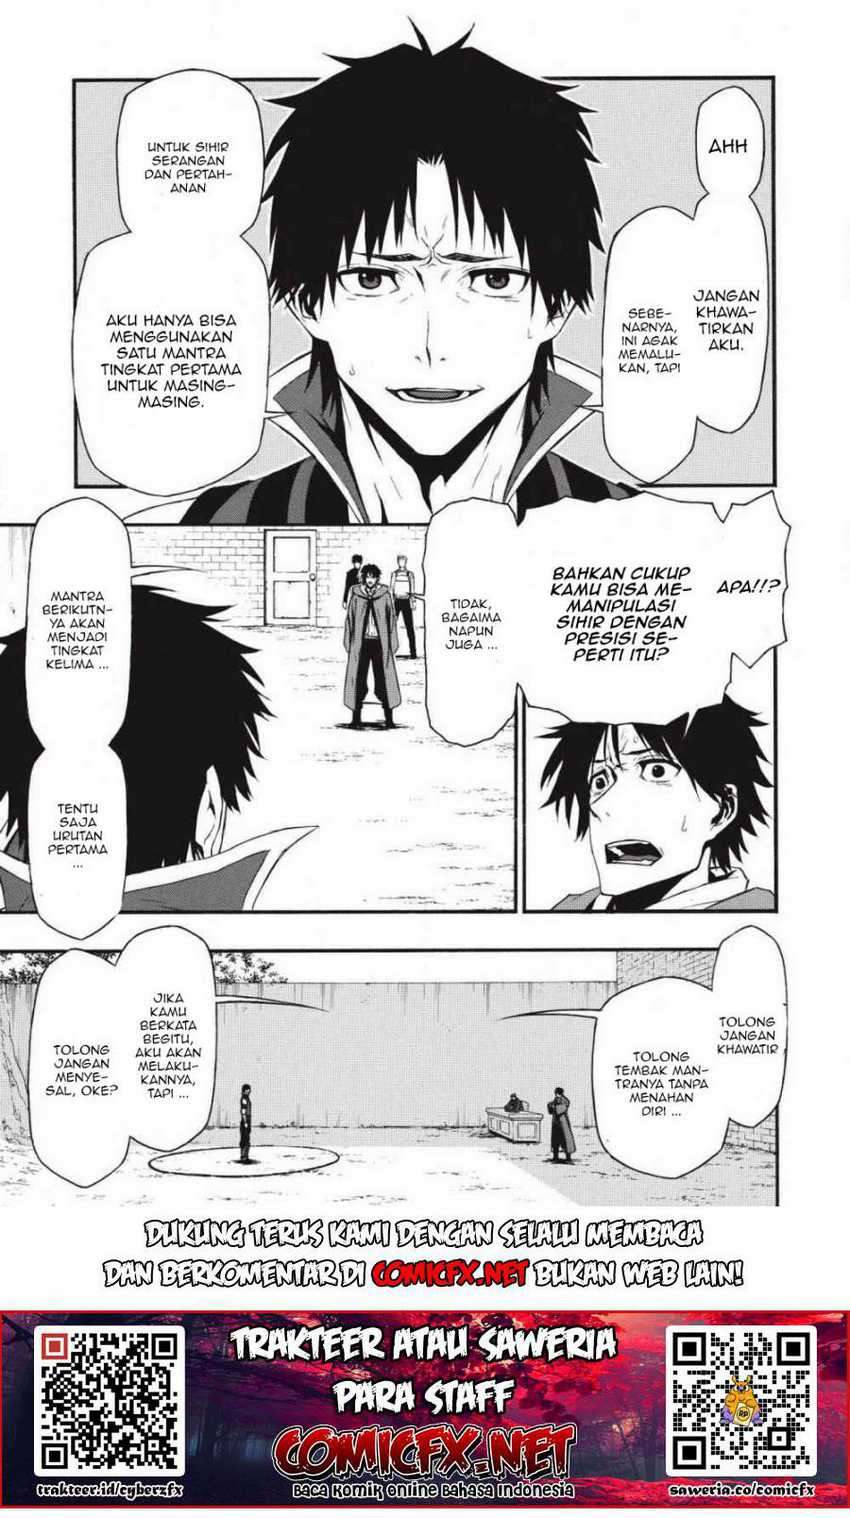 AHH
JANGAN
KHAWA-
TIRKAN
AKU.
SEBE-
NARNYA,
INI AGAK
MEMALU-
KAN, TAPI
UNTUK SIHIR
SERANGAN
DAN PERTAH-
ANAN
AKU HANYA BISA
MENGGUNAKAN
SATU MANTRA
TINGKAT PERTAMA
UNTUK MASING-
MASING.
APA!!?
BAHKAN CUKUP
KAMU BISA ME-
MANIPULASI
SIHIR DENGAN
PRESISI SE-
PERTI ITU?
TIDAK,
BAGAIMA
NAPUN
JUGA ...
MANTRA
BERIKUTN-
YA AKAN
MENJADI
TINGKAT
KELIMA ...
TENTU
SAJA
URUTAN
PERTAMA
...
TOLONG
JANGAN
KHAWATIR
TOLONG
TEMBAK MAN-
TRANYA TANPA
MENAHAN
DIRI ...
JIKA
KAMU
BERKATA
BEGITU,
AKU AKAN
MELAKU-
KANNYA,
TAPI ...
TOLONG
JANGAN
MENYE-
SAL, OKE?
DUKUNG TERUS KAMI DENGAN SELALU MEMBACA
DAN BERKOMENTAR DI COMICFX.NET BUKAN WEB LAIN!
TRAKTEER ATAU SAWERIA
PARA STAFF
COMICFX.NET
BACA KOMIK ONLINE BAHASA INDONESIA
trakteer.id/cyberzfx
RP
saweria.co/comicfx